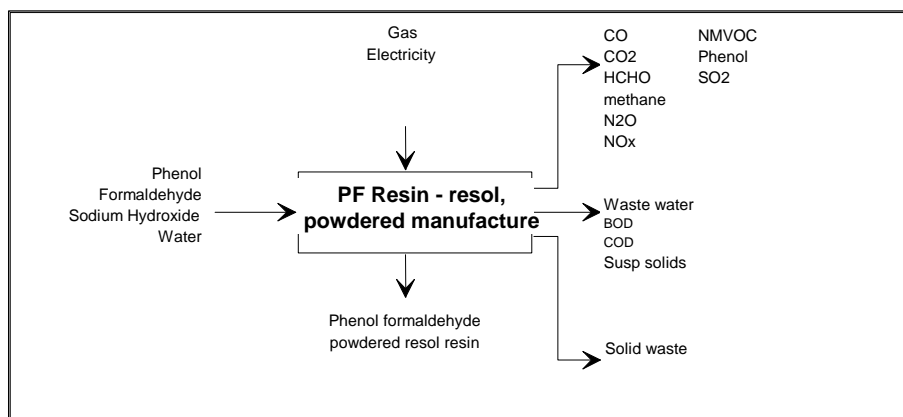 Gas
Electricity
CO
CO2
HCHO
methane
N2O
NOx
NMVOC
Phenol
SO2
Phenol
Formaldehyde
Sodium Hydroxide
Water
PF Resin - resol,
powdered manufacture
Waste water
BOD
COD
Susp solids
Phenol formaldehyde
powdered resol resin
Solid waste